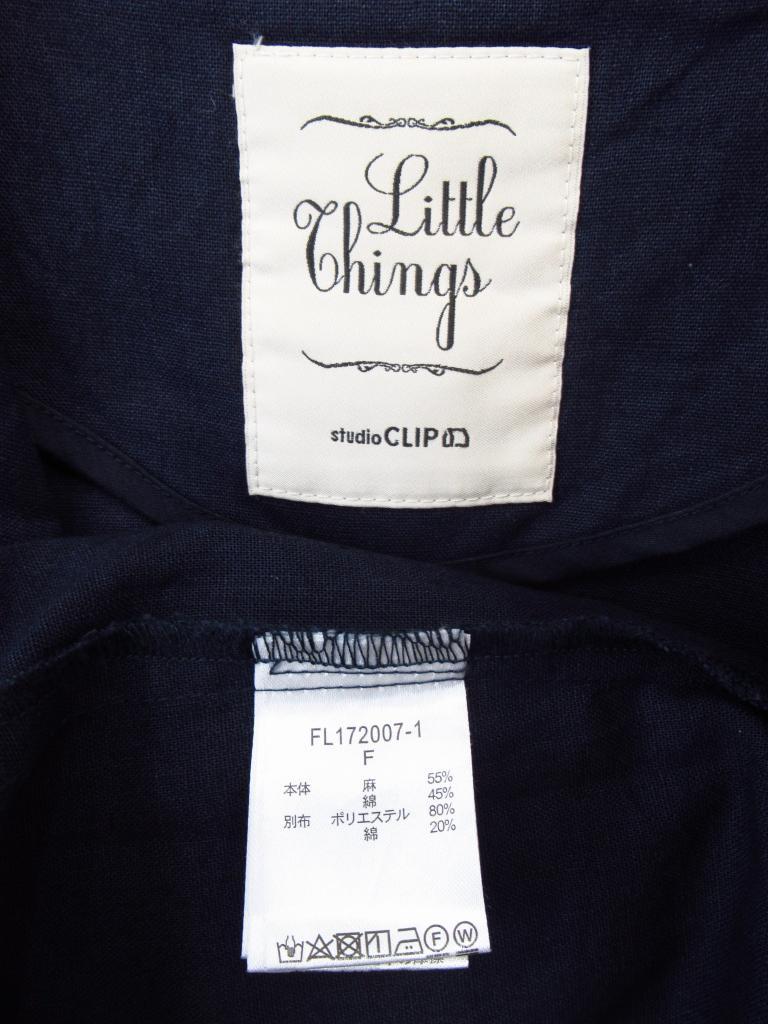 Little
Things
studio CLIP
FL172007-1
F
本体 麻 55%
綿 45%
別布 ポリエステル 80%
綿 20%
F W